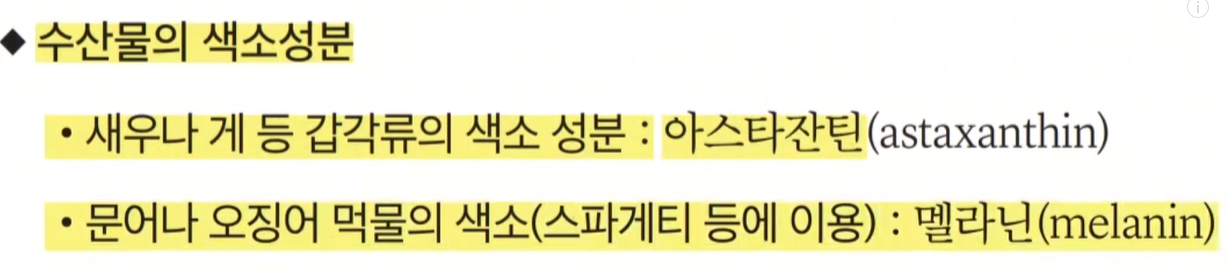 ◆ 수산물의 색소성분
• 새우나 게 등 갑각류의 색소 성분 : 아스타잔틴(astaxanthin)
• 문어나 오징어 먹물의 색소(스파게티 등에 이용) : 멜라닌(melanin)